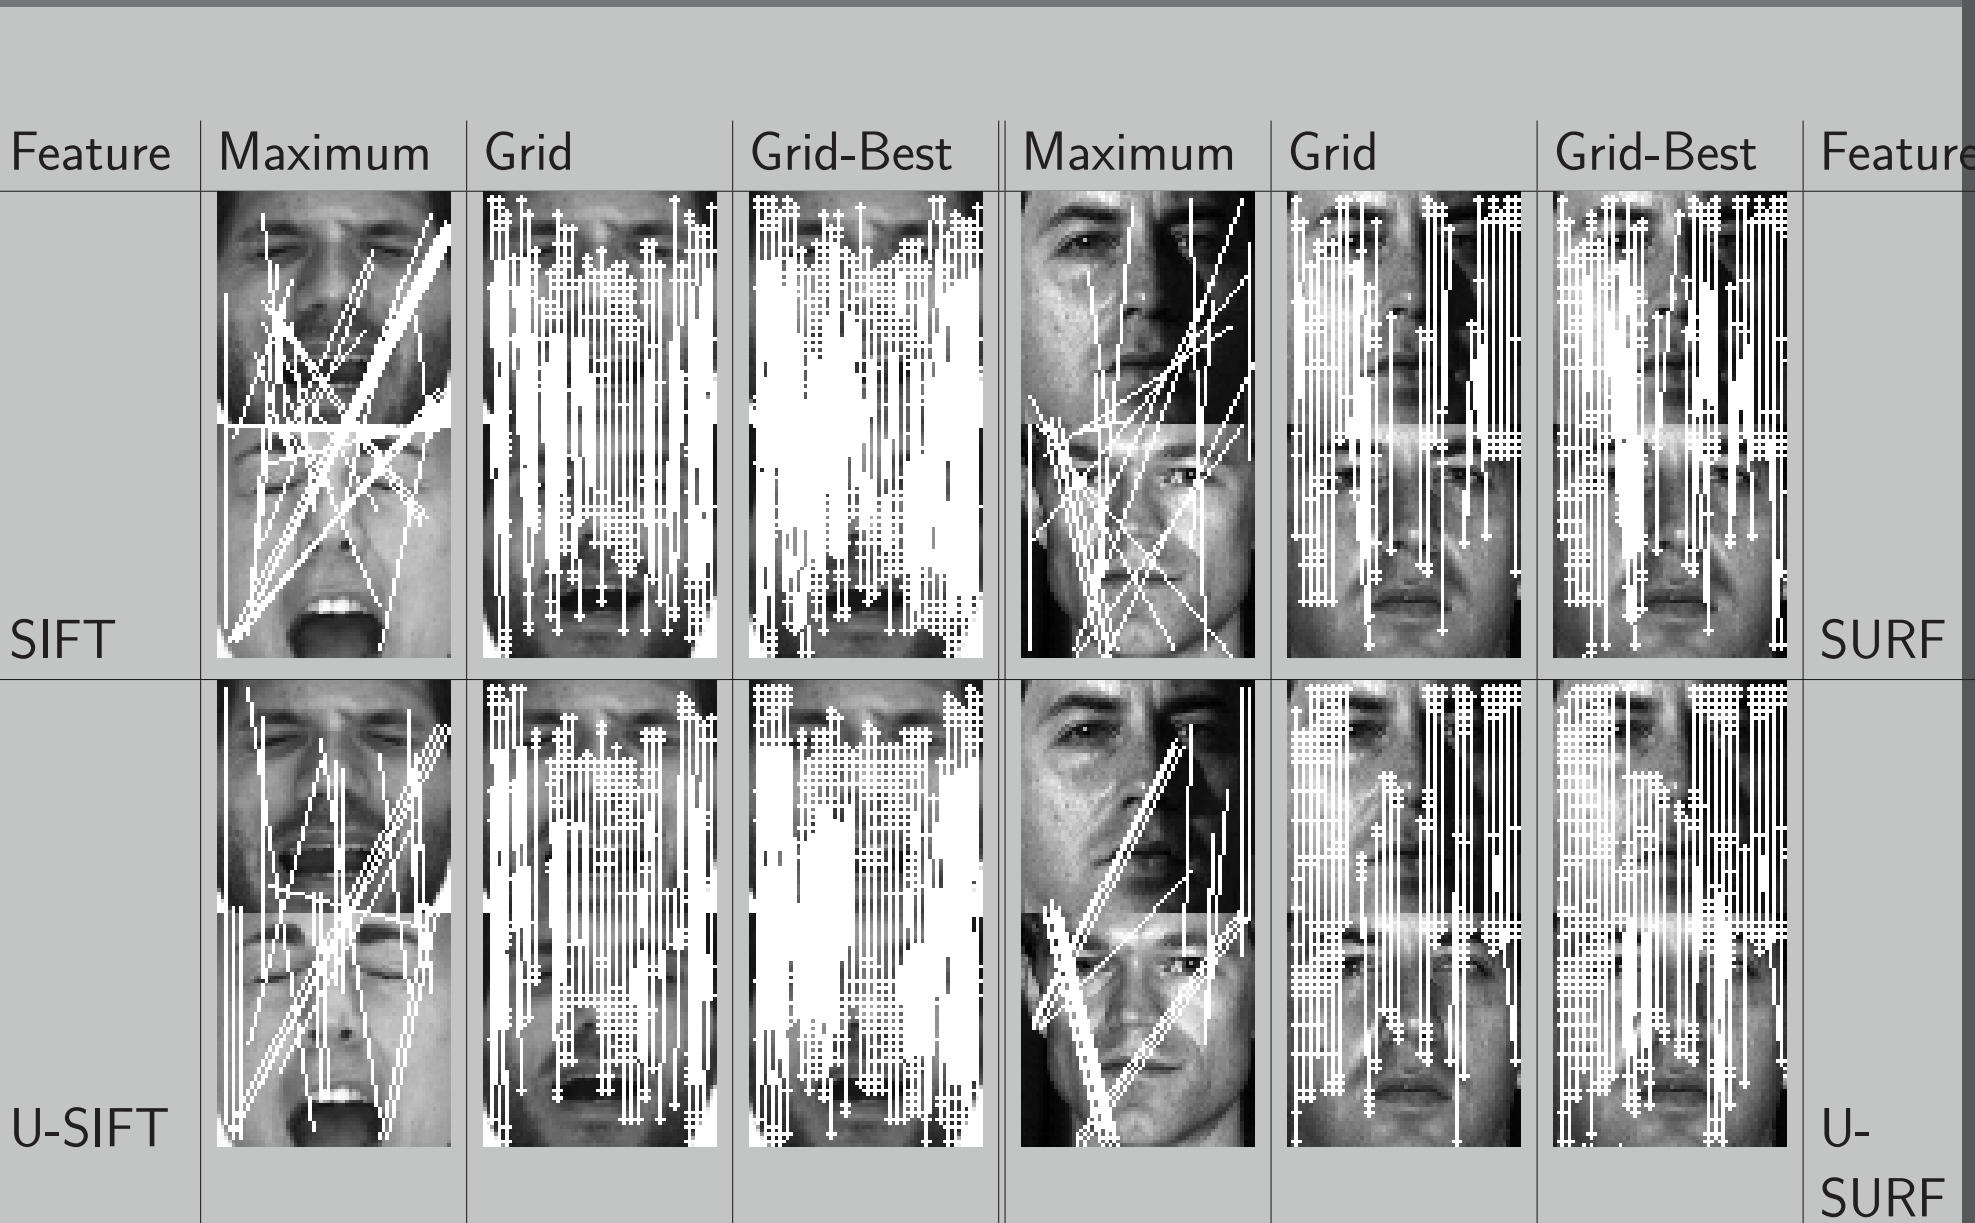 Feature Maximum Grid Grid-Best Maximum Grid Grid-Best Feature
SIFT SURF
U-SIFT U-
SURF